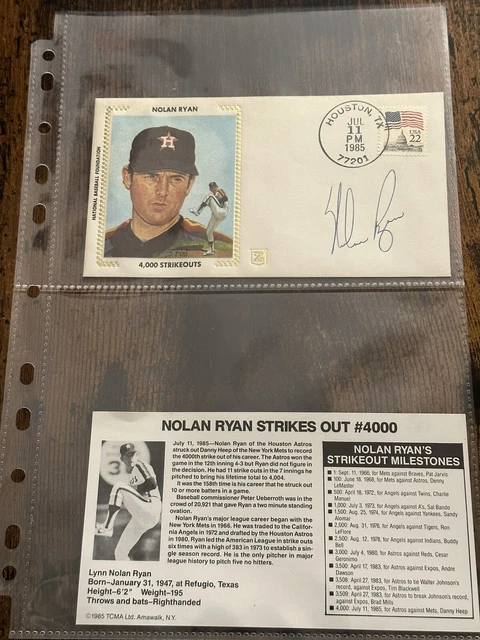 NOLAN RYAN
NATIONAL BASEBALL FOUNDATION
H
4,000 STRIKEOUTS
HOUSTON, TX
JUL
11
PM
1985
77201
USA
22
Nolan Ryan
NOLAN RYAN STRIKES OUT #4000
July 11, 1985—Nolan Ryan of the Houston Astros
struck out Danny Heep of the New York Mets to record
the 4000th strike out of his career. The Astros won the
game in the 12th inning 4-3 but Ryan did not figure in
the decision. He had 11 strike outs in the 7 innings he
pitched to bring his lifetime total to 4,004.
It was the 158th time is his career that he struck out
10 or more batters in a game.
Baseball commissioner Peter Ueberroth was in the
crowd of 20,921 that gave Ryan a two minute standing
ovation.
Nolan Ryan's major league career began with the
New York Mets in 1966. He was traded to the California
Angels in 1972 and drafted by the Houston Astros in
1980. Ryan led the American League in strike outs
six times with a high of 383 in 1973 to establish a sin-
gle season record. He is the only pitcher in major
league history to pitch five no hitters.
Lynn Nolan Ryan
Born–January 31, 1947, at Refugio, Texas
Height–6'2" Weight–195
Throws and bats–Righthanded
©1985 TCMA Ltd. Amawalk, N.Y.
NOLAN RYAN'S
STRIKEOUT MILESTONES
1: Sept. 11, 1966, for Mets against Braves, Pat Jarvis
100: June 18, 1968, for Mets against Astros, Denny
LeMaster
500: April 18, 1972, for Angels against Twins, Charlie
Manuel
1,000: July 3, 1973, for Angels against A's, Sal Bando
1,500: Aug. 25, 1974, for Angels against Yankees, Sandy
Alomar
2,000: Aug. 31, 1976, for Angels against Tigers, Ron
LeFlore
2,500: Aug. 12, 1978, for Angels against Indians, Buddy
Bell
3,000: July 4, 1980, for Astros against Reds, Cesar
Geronimo
3,500: April 17, 1983, for Astros against Expos, Andre
Dawson
3,508: April 27, 1983, for Astros to tie Walter Johnson's
record, against Expos, Tim Blackwell
3,509: April 27, 1983, for Astros to break Johnson's record,
against Expos, Brad Mills
4,000: July 11, 1985, for Astros against Mets, Danny Heep